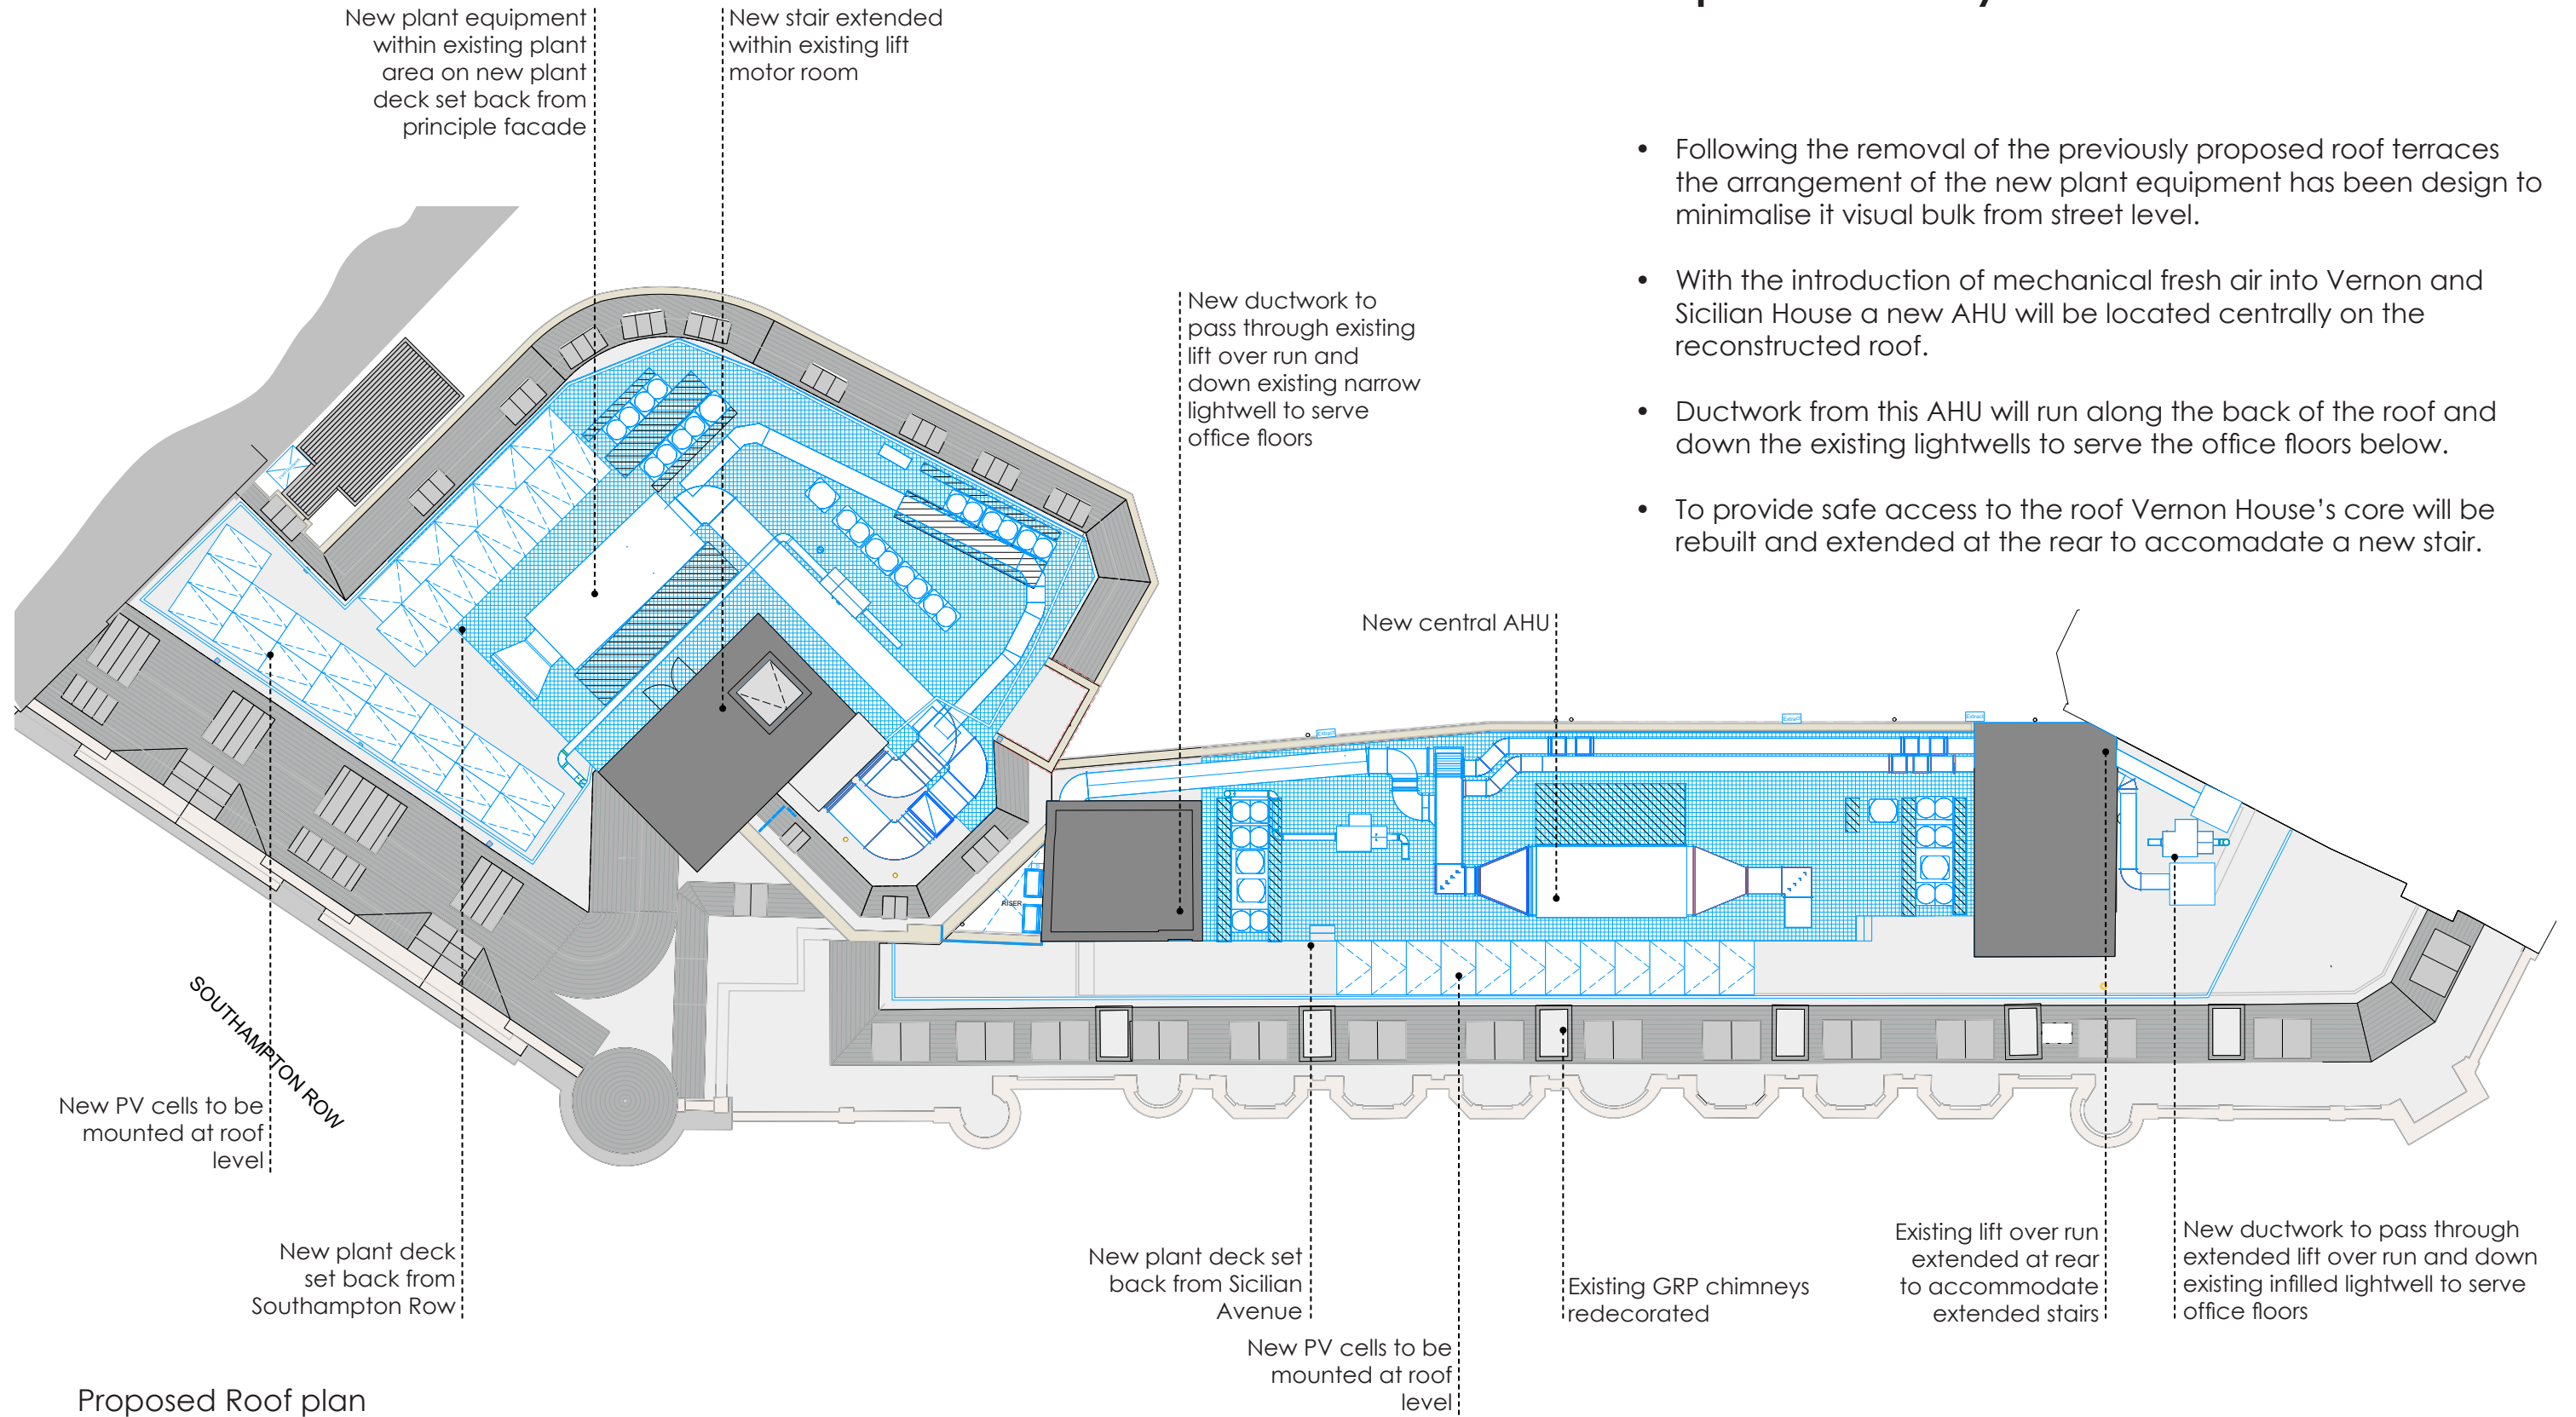 New plant equipment
within existing plant
area on new plant
deck set back from
principle facade
New stair extended
within existing lift
motor room
• Following the removal of the previously proposed roof terraces
the arrangement of the new plant equipment has been design to
minimalise it visual bulk from street level.
• With the introduction of mechanical fresh air into Vernon and
Sicilian House a new AHU will be located centrally on the
reconstructed roof.
• Ductwork from this AHU will run along the back of the roof and
down the existing lightwells to serve the office floors below.
• To provide safe access to the roof Vernon House’s core will be
rebuilt and extended at the rear to accomadate a new stair.
New ductwork to
pass through existing
lift over run and
down existing narrow
lightwell to serve
office floors
New central AHU
Extract
Extract
Extract
RISER
SOUTHAMPTON ROW
New PV cells to be
mounted at roof
level
New plant deck
set back from
Southampton Row
New plant deck set
back from Sicilian
Avenue
New PV cells to be
mounted at roof
level
Existing GRP chimneys
redecorated
Existing lift over run
extended at rear
to accommodate
extended stairs
New ductwork to pass through
extended lift over run and down
existing infilled lightwell to serve
office floors
Proposed Roof plan